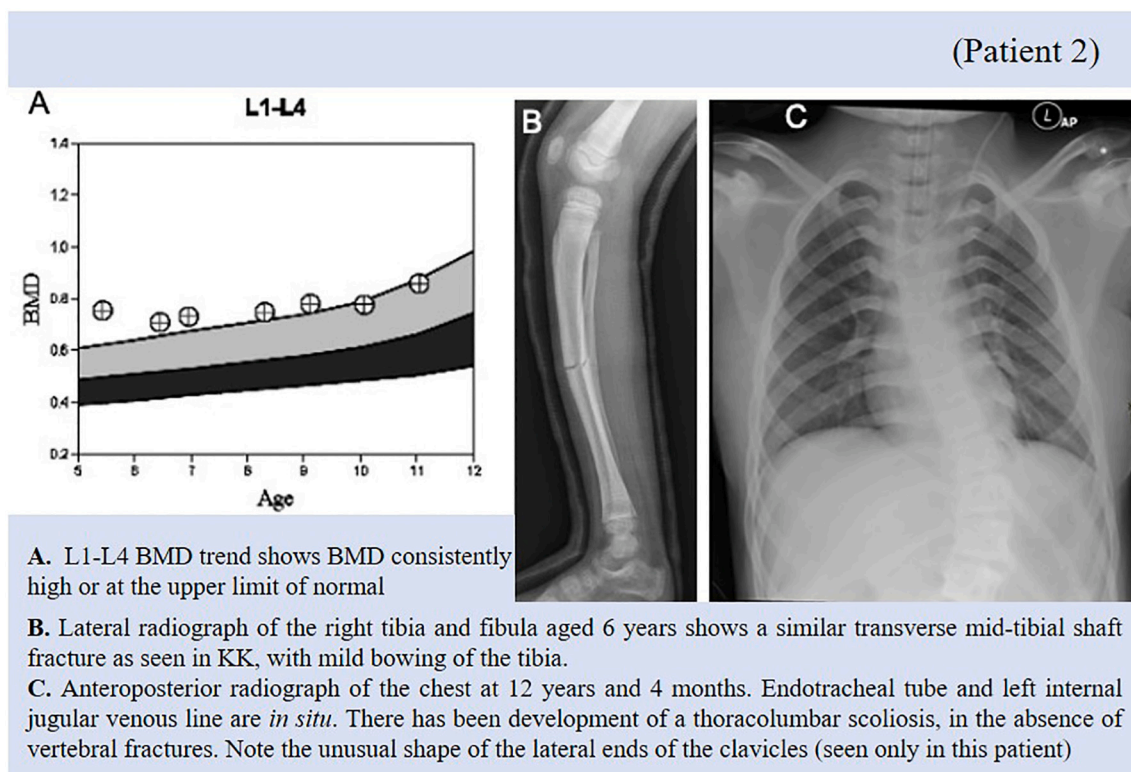 (Patient 2)
A
L1-L4
1.4
1.2
1.0
0.8
0.6
0.4
0.2
BMD
5 6 7 8 9 10 11 12
Age
B
C
L AP
A. L1-L4 BMD trend shows BMD consistently
high or at the upper limit of normal
B. Lateral radiograph of the right tibia and fibula aged 6 years shows a similar transverse mid-tibial shaft
fracture as seen in KK, with mild bowing of the tibia.
C. Anteroposterior radiograph of the chest at 12 years and 4 months. Endotracheal tube and left internal
jugular venous line are in situ. There has been development of a thoracolumbar scoliosis, in the absence of
vertebral fractures. Note the unusual shape of the lateral ends of the clavicles (seen only in this patient)